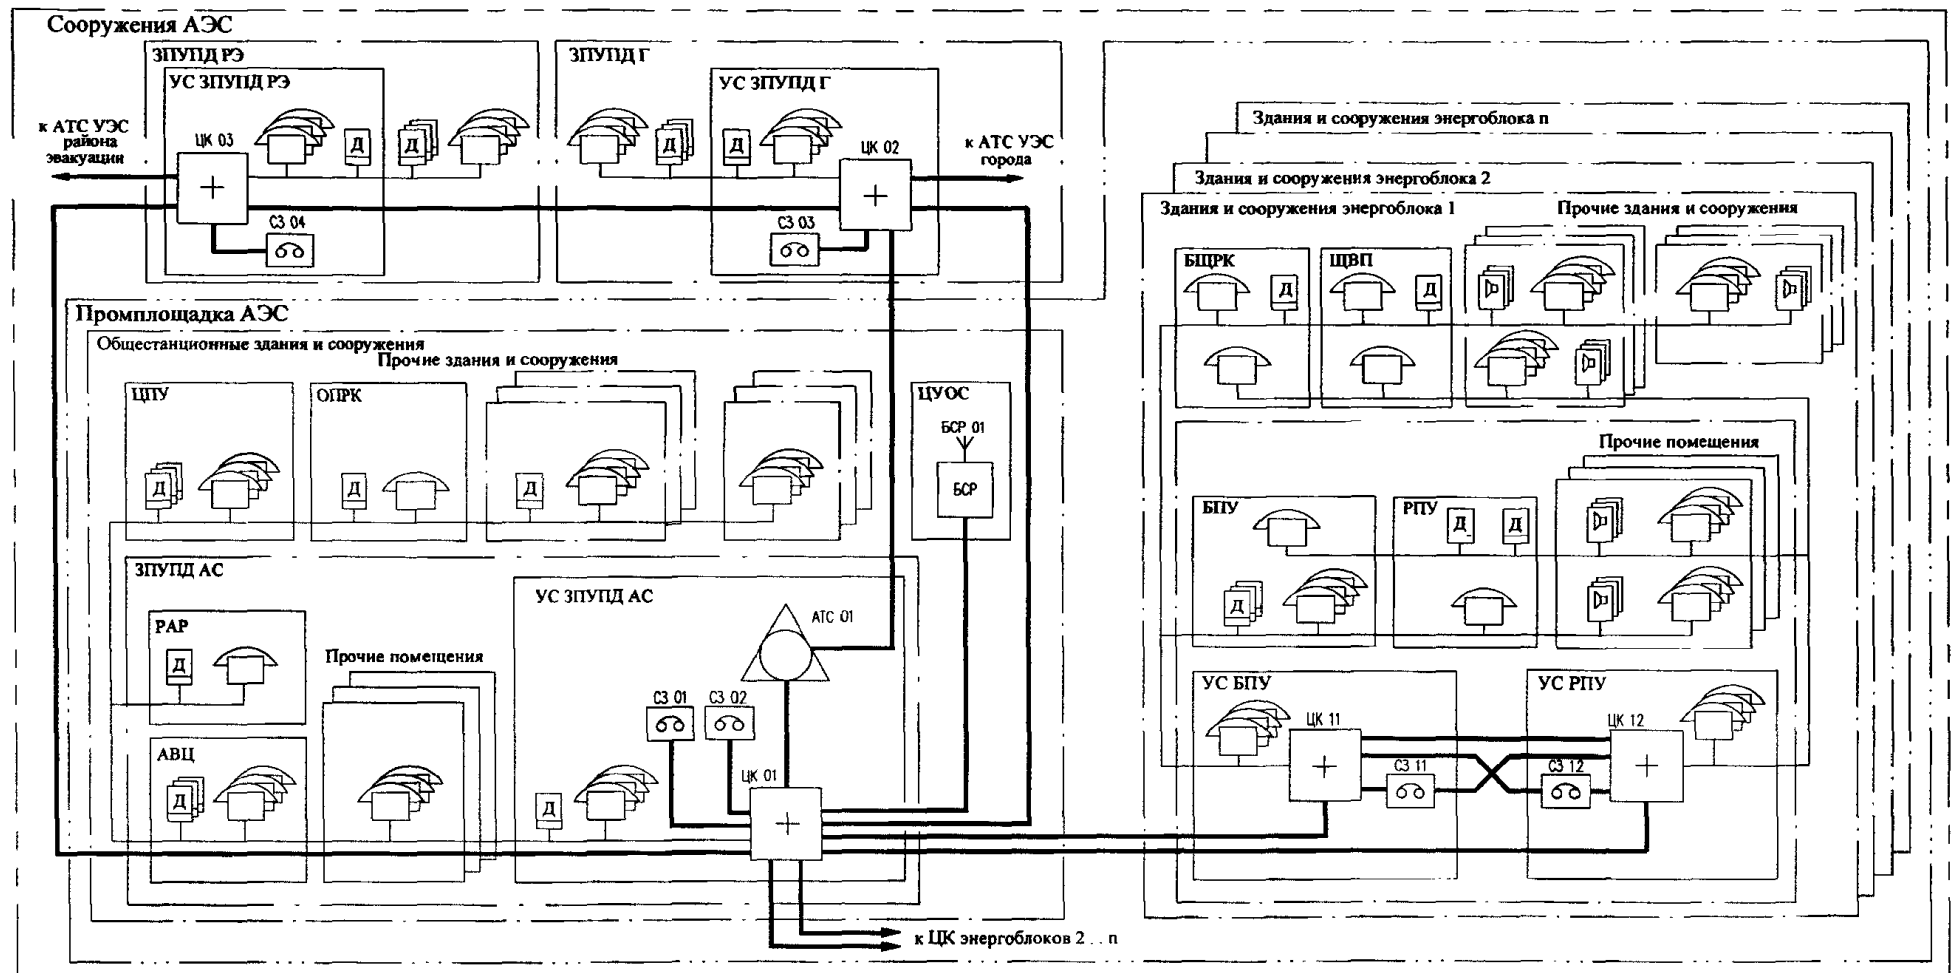 Сооружения АЭС
ЗПУПД РЭ
УС ЗПУПД РЭ
к АТС УЭС
района
эвакуации
ЦК 03
Д
Д
СЗ 04
ЗПУПД Г
УС ЗПУПД Г
Д
Д
ЦК 02
к АТС УЭС
города
СЗ 03
Здания и сооружения энергоблока n
Здания и сооружения энергоблока 2
Здания и сооружения энергоблока 1
Прочие здания и сооружения
БЩРК
Д
ЩВП
Д
Промплощадка АЭС
Общестанционные здания и сооружения
Прочие здания и сооружения
ЦПУ
Д
ОПРК
Д
Д
ЦУОС
БСР 01
БСР
Прочие помещения
БПУ
Д
РПУ
Д
Д
ЗПУПД АС
РАР
Д
Прочие помещения
АВЦ
Д
УС ЗПУПД АС
АТС 01
СЗ 01
СЗ 02
ЦК 01
Д
УС БПУ
ЦК 11
СЗ 11
УС РПУ
ЦК 12
СЗ 12
к ЦК энергоблоков 2 . . n